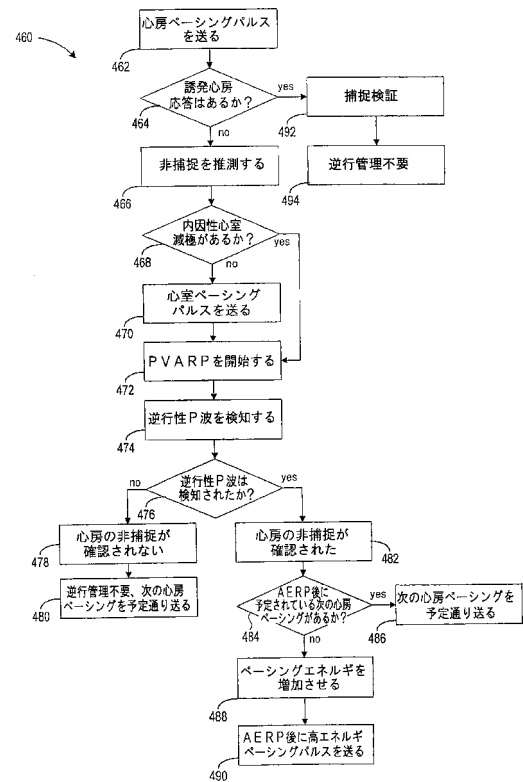 460
心房ペーシングパルス
を送る
462
誘発心房
応答はあるか?
464
yes
no
捕捉検証
492
逆行管理不要
494
非捕捉を推測する
466
内因性心室
減極があるか?
468
yes
no
心室ペーシング
パルスを送る
470
PVARPを開始する
472
逆行性P波を検知する
474
逆行性P波は
検知されたか?
476
no
yes
心房の非捕捉が
確認されない
478
逆行管理不要、次の心房
ペーシングを予定通り送る
480
心房の非捕捉が
確認された
482
AERP後に
予定されている次の心房
ペーシングがあるか?
484
yes
no
次の心房ペーシングを
予定通り送る
486
ペーシングエネルギを
増加させる
488
AERP後に高エネルギ
ペーシングパルスを送る
490